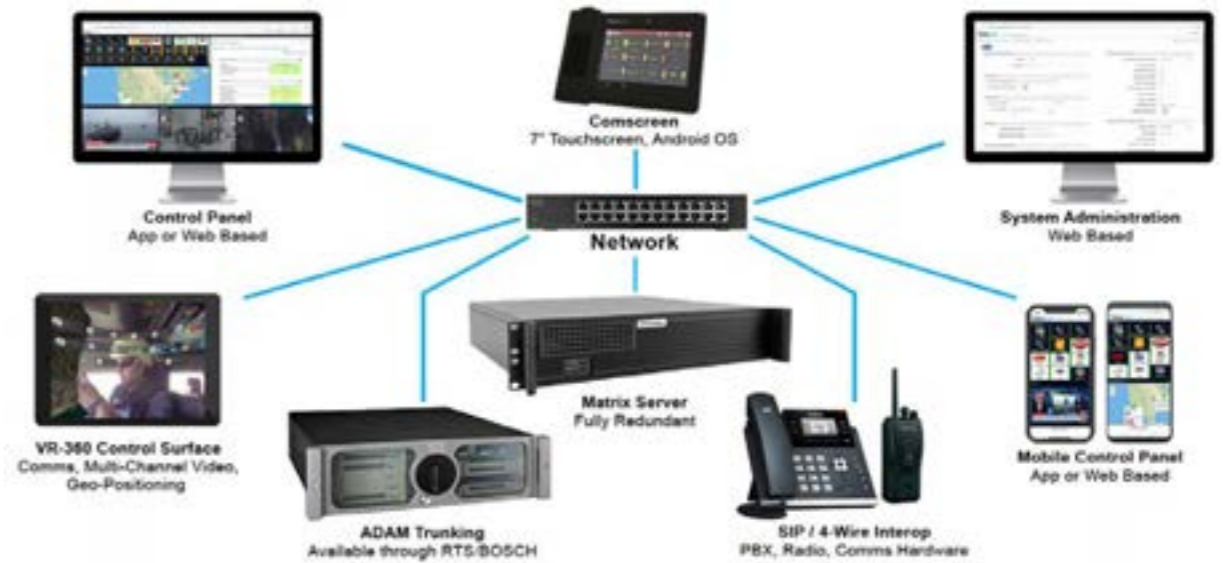 Comscreen
7" Touchscreen, Android OS
Control Panel
App or Web Based
Network
System Administration
Web Based
VR-360 Control Surface
Comms, Multi-Channel Video,
Geo-Positioning
Matrix Server
Fully Redundant
Mobile Control Panel
App or Web Based
ADAM Trunking
Available through RTS/BOSCH
SIP / 4-Wire Interop
PBX, Radio, Comms Hardware